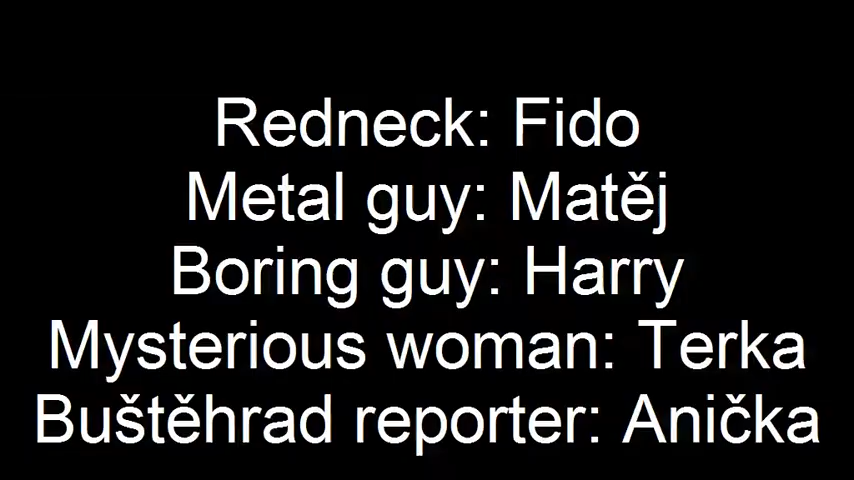 Redneck: Fido
Metal guy: Matěj
Boring guy: Harry
Mysterious woman: Terka
Buštěhrad reporter: Anička